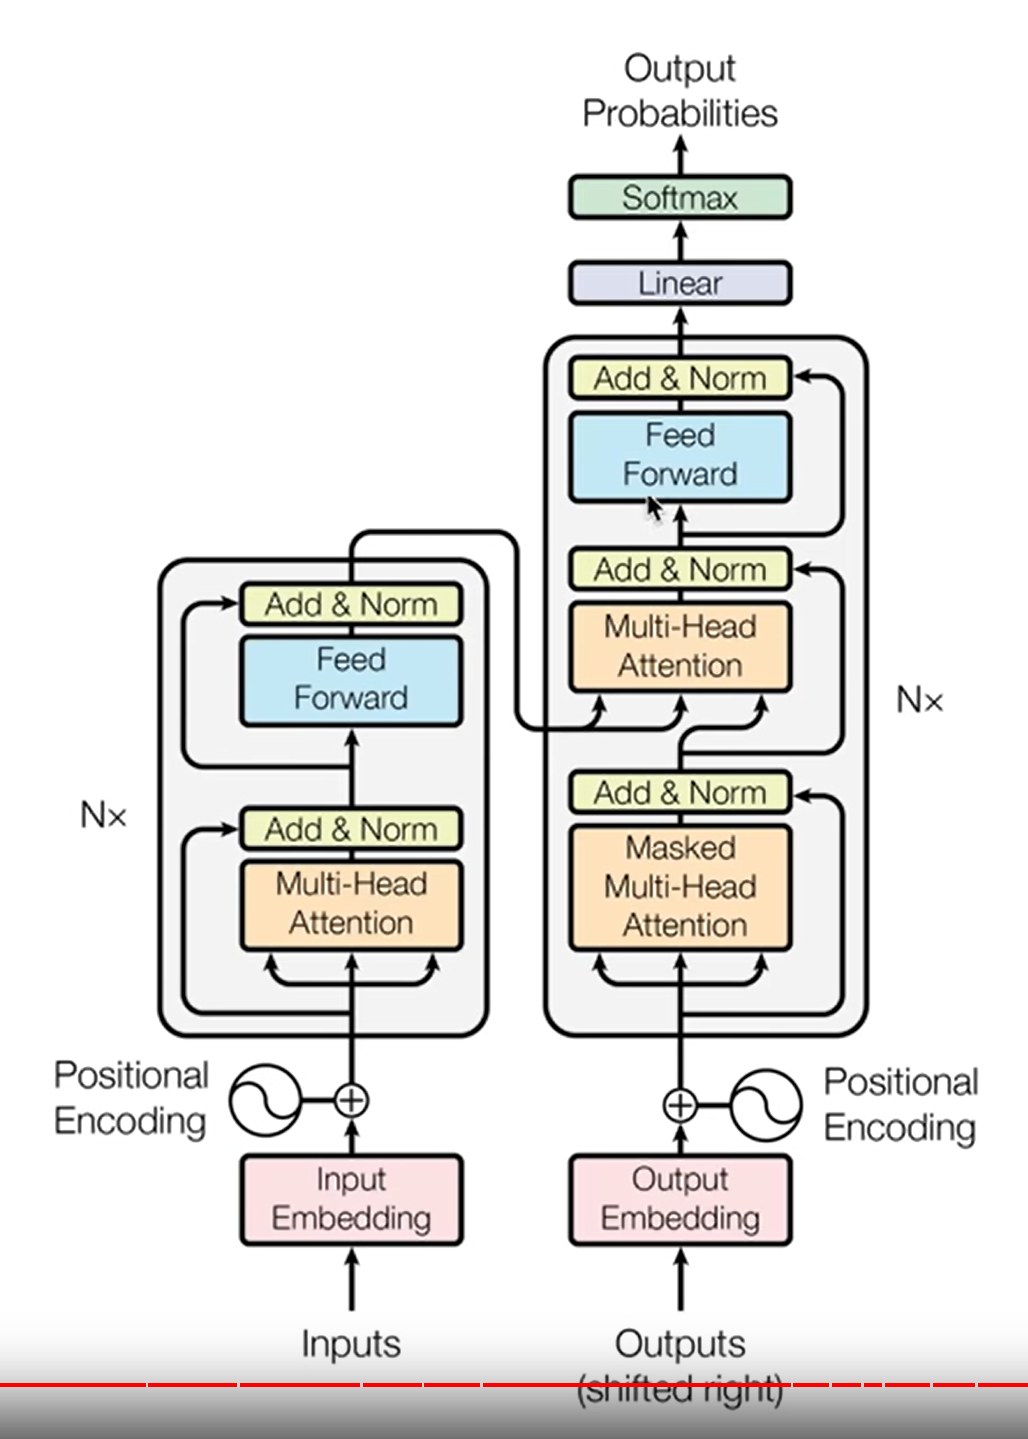 Output
Probabilities
Softmax
Linear
Add & Norm
Feed
Forward
Add & Norm
Multi-Head
Attention
Nx
Add & Norm
Masked
Multi-Head
Attention
Add & Norm
Feed
Forward
Nx
Add & Norm
Multi-Head
Attention
Positional
Encoding
Positional
Encoding
Input
Embedding
Output
Embedding
Inputs
Outputs
(shifted right)